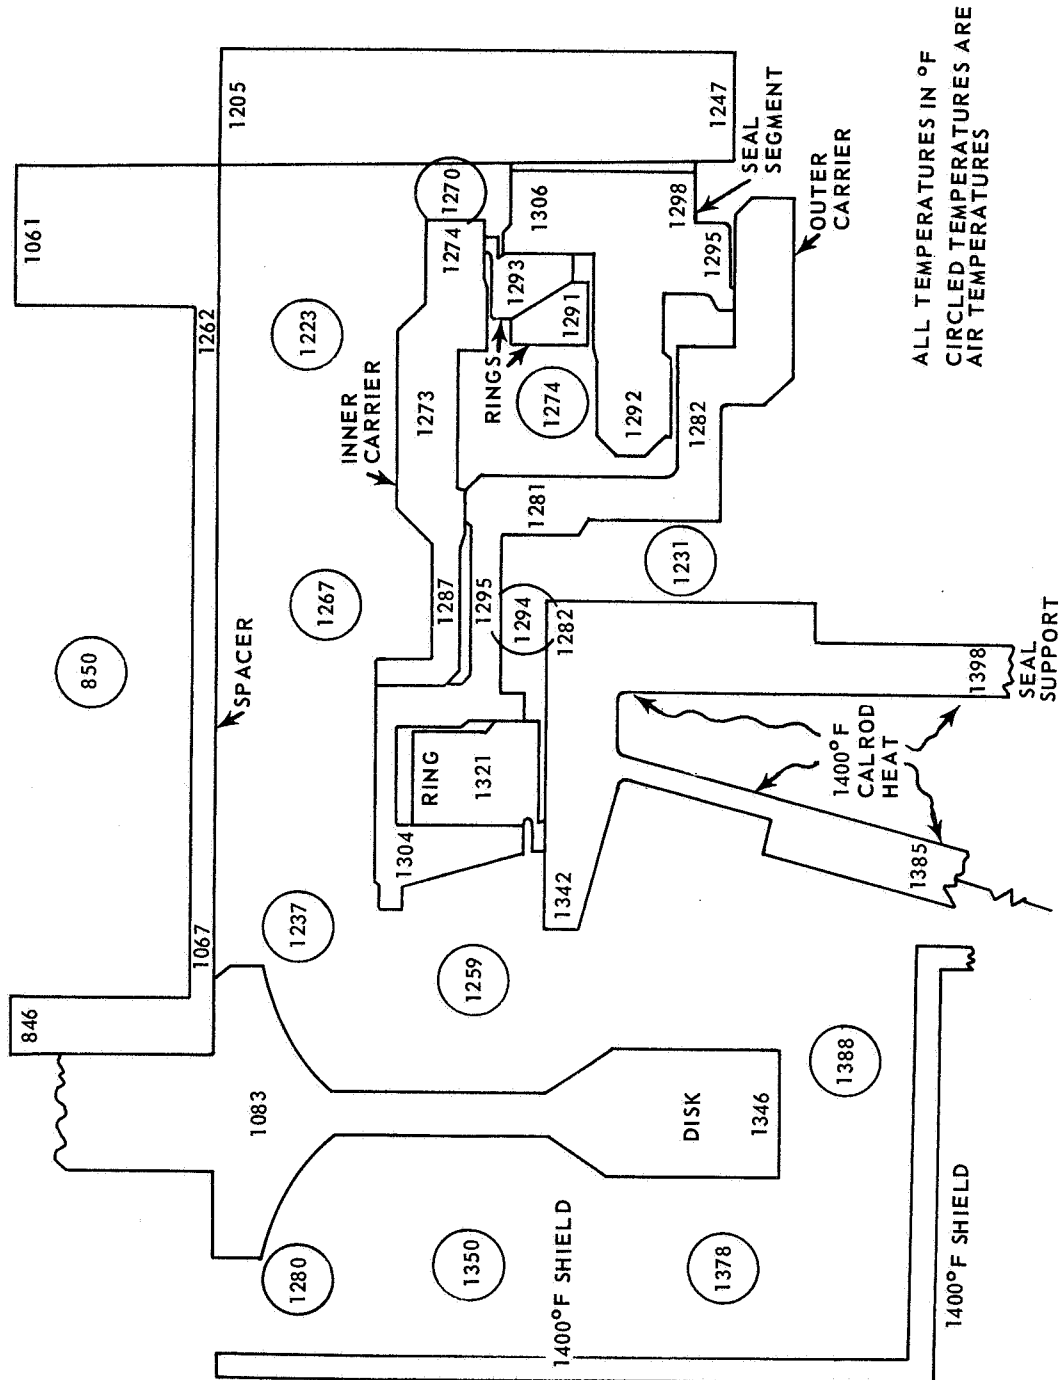 846
1061
850
1067
1262
1205
SPACER
1083
1280
1237
1267
1223
INNER
CARRIER
1304
1273
RING
1287
1274
1270
1350
1259
1321
1295
RINGS
1293
1294
1281
1306
1274
1400°F SHIELD
1342
1282
1291
1292
1231
1298
DISK
1282
1295
1247
1378
SEAL
SEGMENT
1346
OUTER
CARRIER
1388
1400°F
CALROD
HEAT
1385
1400°F SHIELD
1398
SEAL
SUPPORT
ALL TEMPERATURES IN °F
CIRCLED TEMPERATURES ARE
AIR TEMPERATURES